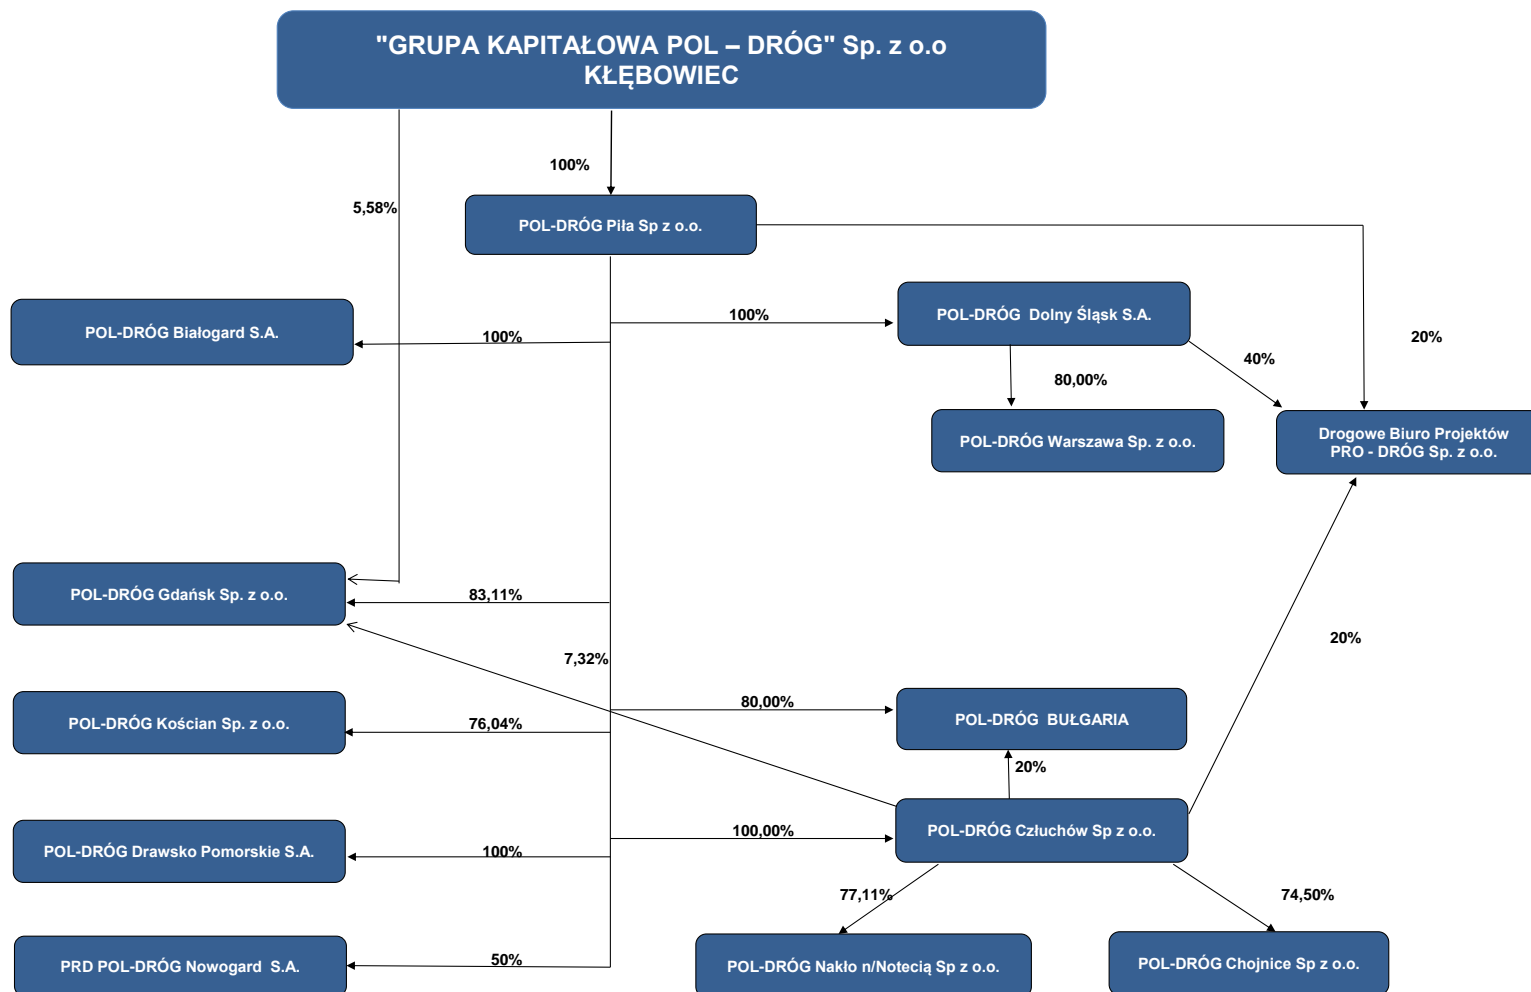 "GRUPA KAPITAŁOWA POL – DRÓG" Sp. z o.o
KŁĘBOWIEC
100%
5,58%
POL-DRÓG Piła Sp z o.o.
POL-DRÓG Białogard S.A.
100%
100%
POL-DRÓG  Dolny Śląsk S.A.
20%
40%
80,00%
POL-DRÓG Warszawa Sp. z o.o.
Drogowe Biuro Projektów
PRO - DRÓG Sp. z o.o.
POL-DRÓG Gdańsk Sp. z o.o.
83,11%
20%
7,32%
POL-DRÓG Kościan Sp. z o.o.
76,04%
80,00%
POL-DRÓG  BUŁGARIA
20%
POL-DRÓG Drawsko Pomorskie S.A.
100%
100,00%
POL-DRÓG Człuchów Sp z o.o.
77,11%
74,50%
PRD POL-DRÓG Nowogard  S.A.
50%
POL-DRÓG Nakło n/Notecią Sp z o.o.
POL-DRÓG Chojnice Sp z o.o.